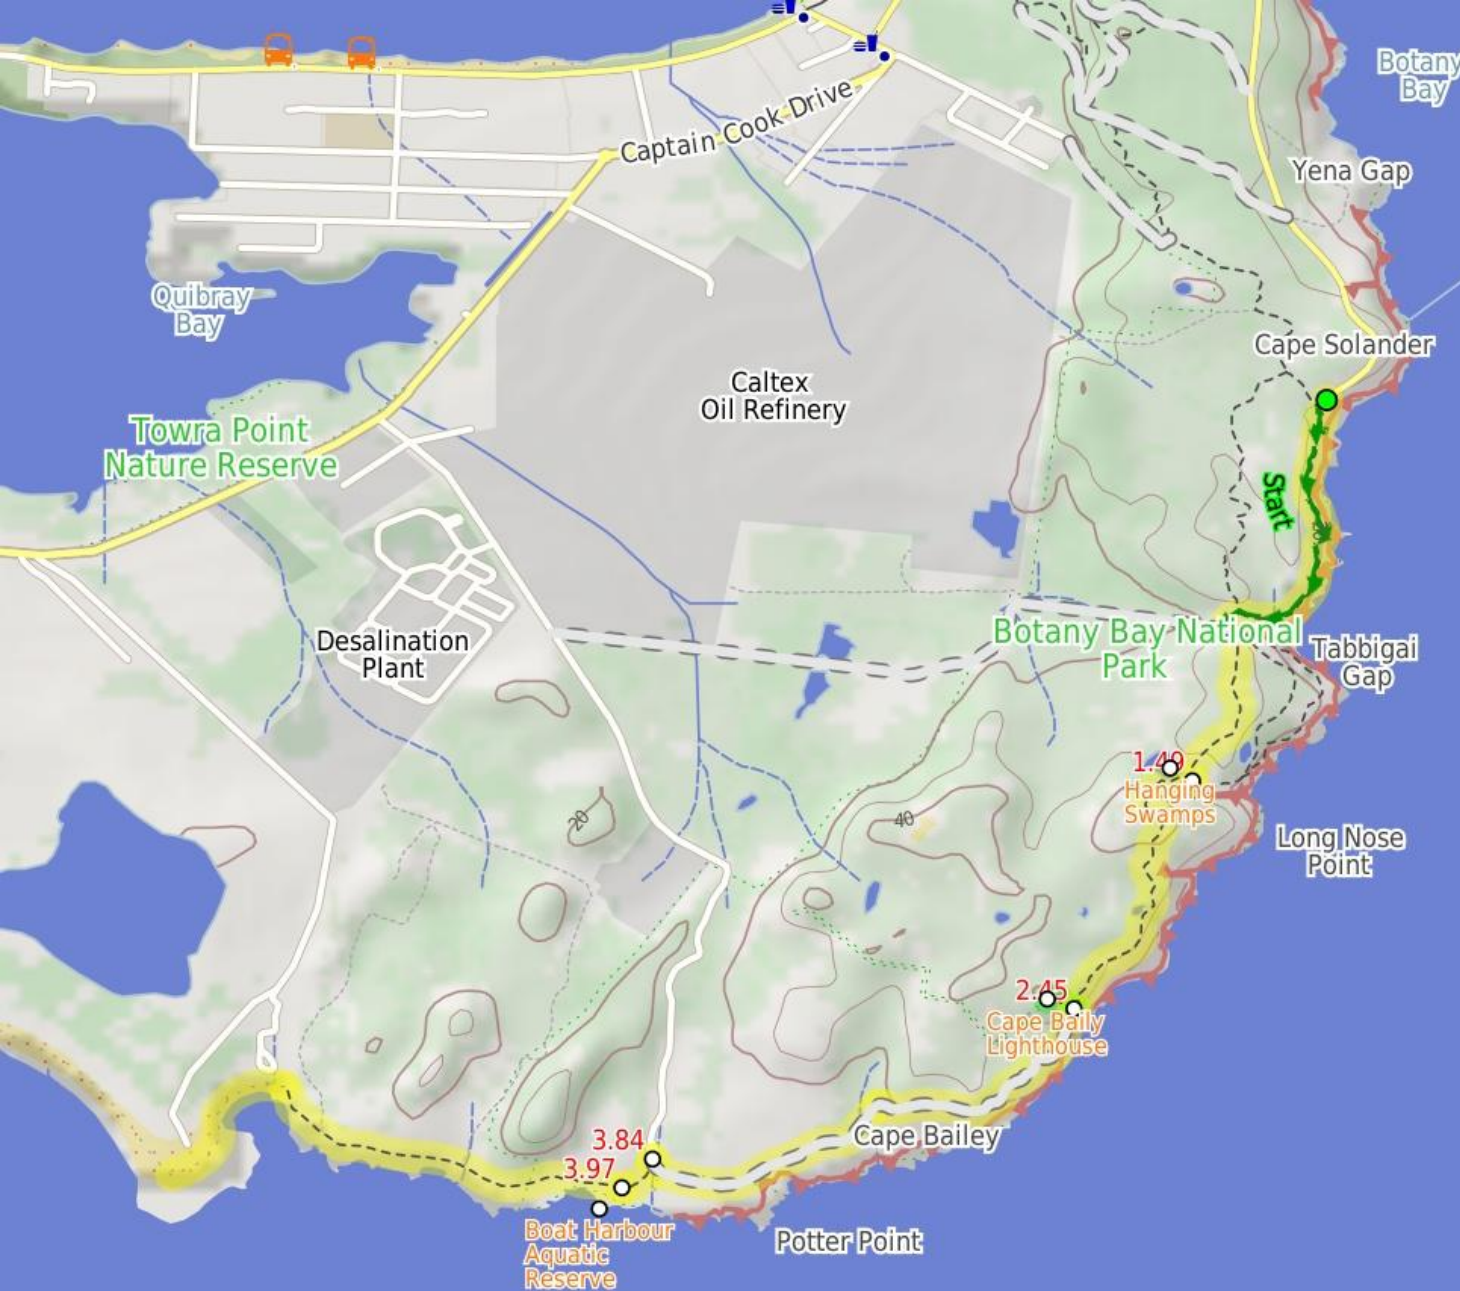 Botany
Bay
Captain Cook Drive
Yena Gap
Quibray
Bay
Cape Solander
Caltex
Oil Refinery
Towra Point
Nature Reserve
Start
Desalination
Plant
Botany Bay National
Park
Tabbigai
Gap
1.49
Hanging
Swamps
20
40
Long Nose
Point
2.45
Cape Baily
Lighthouse
Cape Bailey
3.84
3.97
Boat Harbour
Aquatic
Reserve
Potter Point